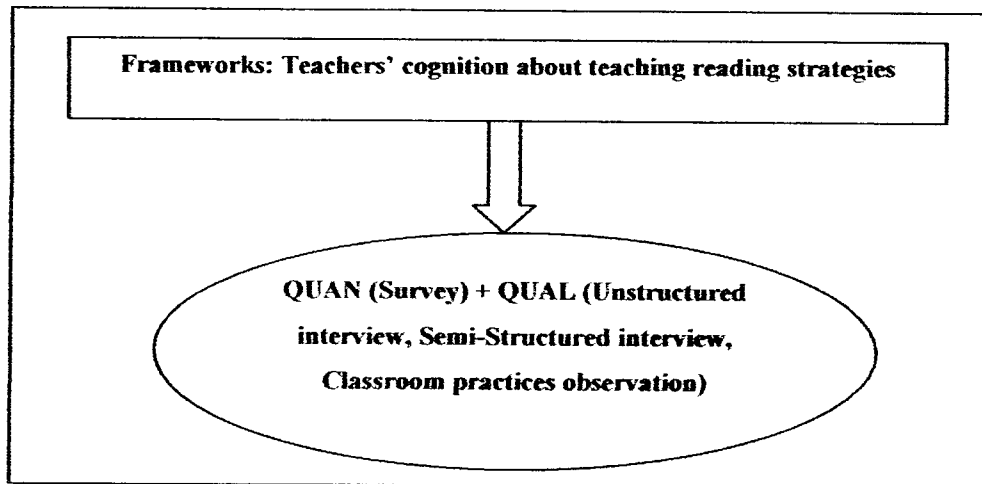 Frameworks: Teachers' cognition about teaching reading strategies
QUAN (Survey) + QUAL (Unstructured
interview, Semi-Structured interview,
Classroom practices observation)